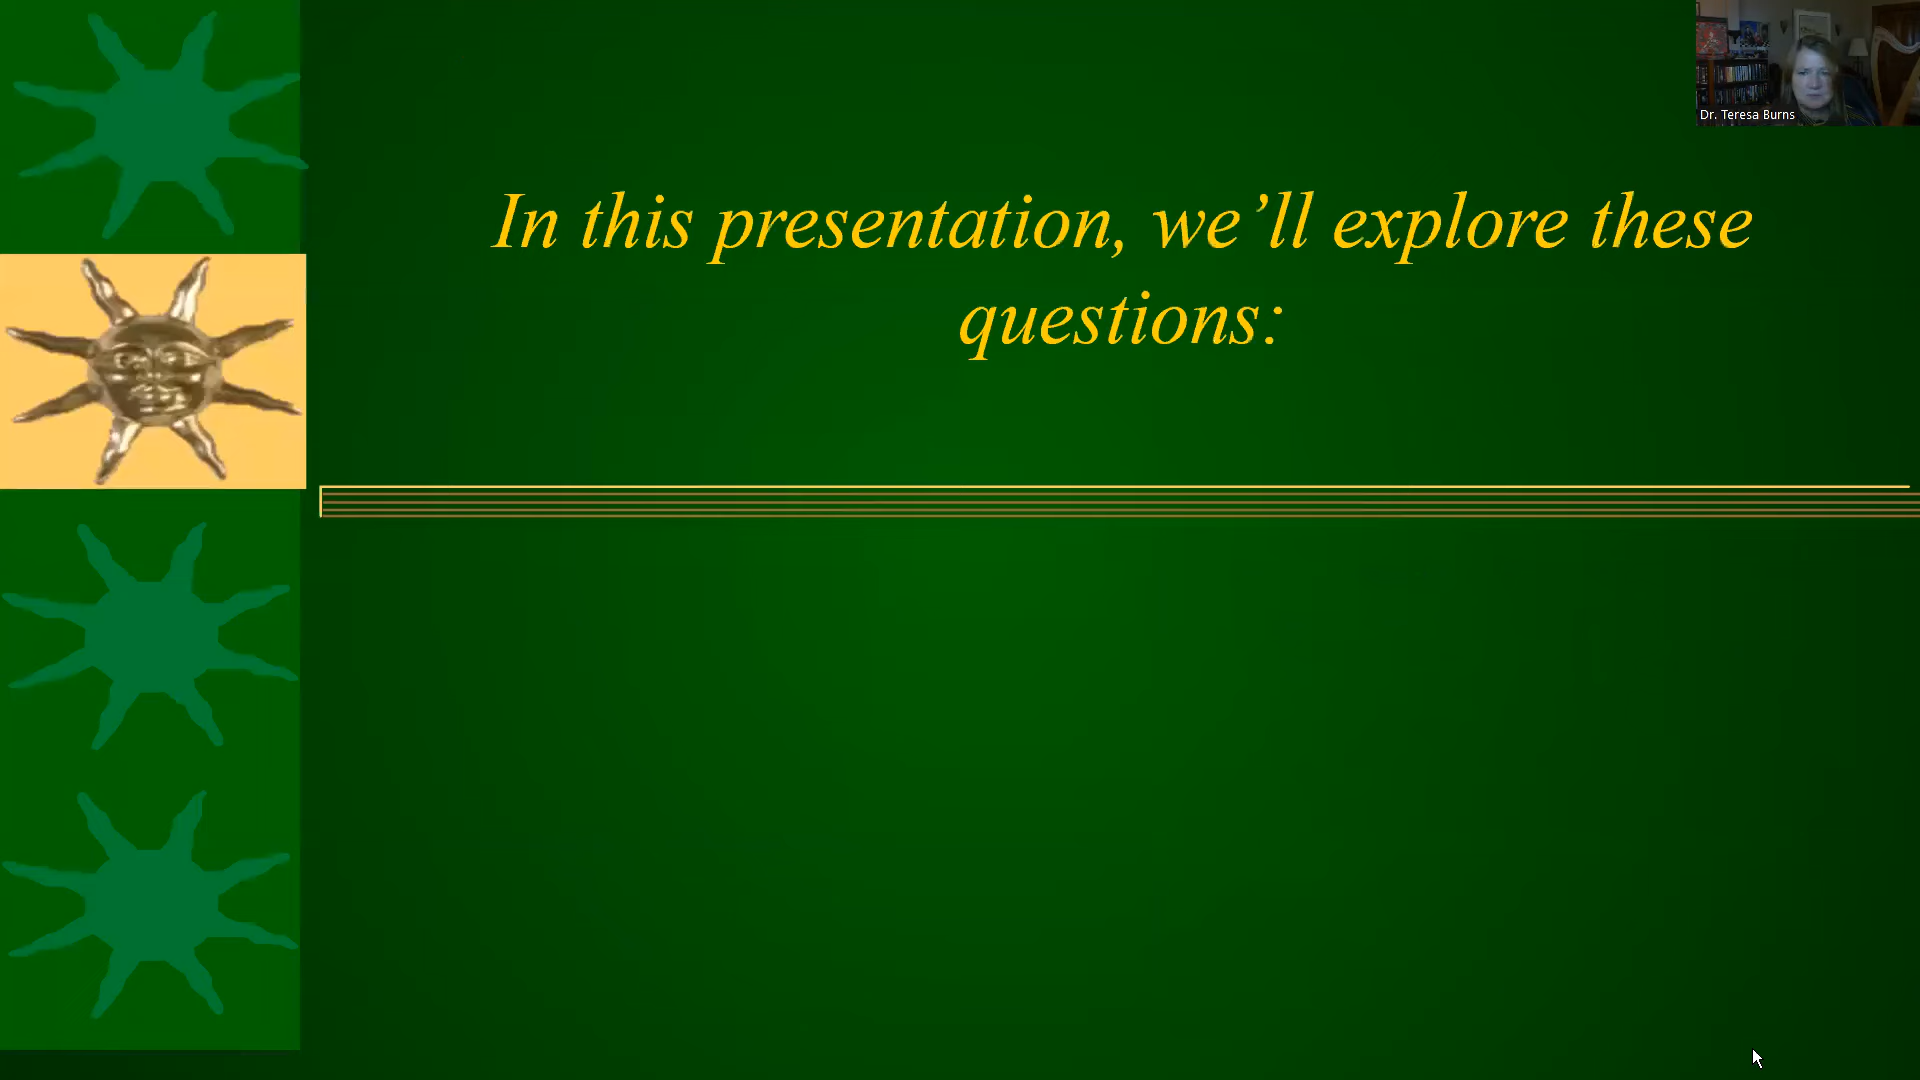 Dr. Teresa Burns
In this presentation, we’ll explore these
questions: